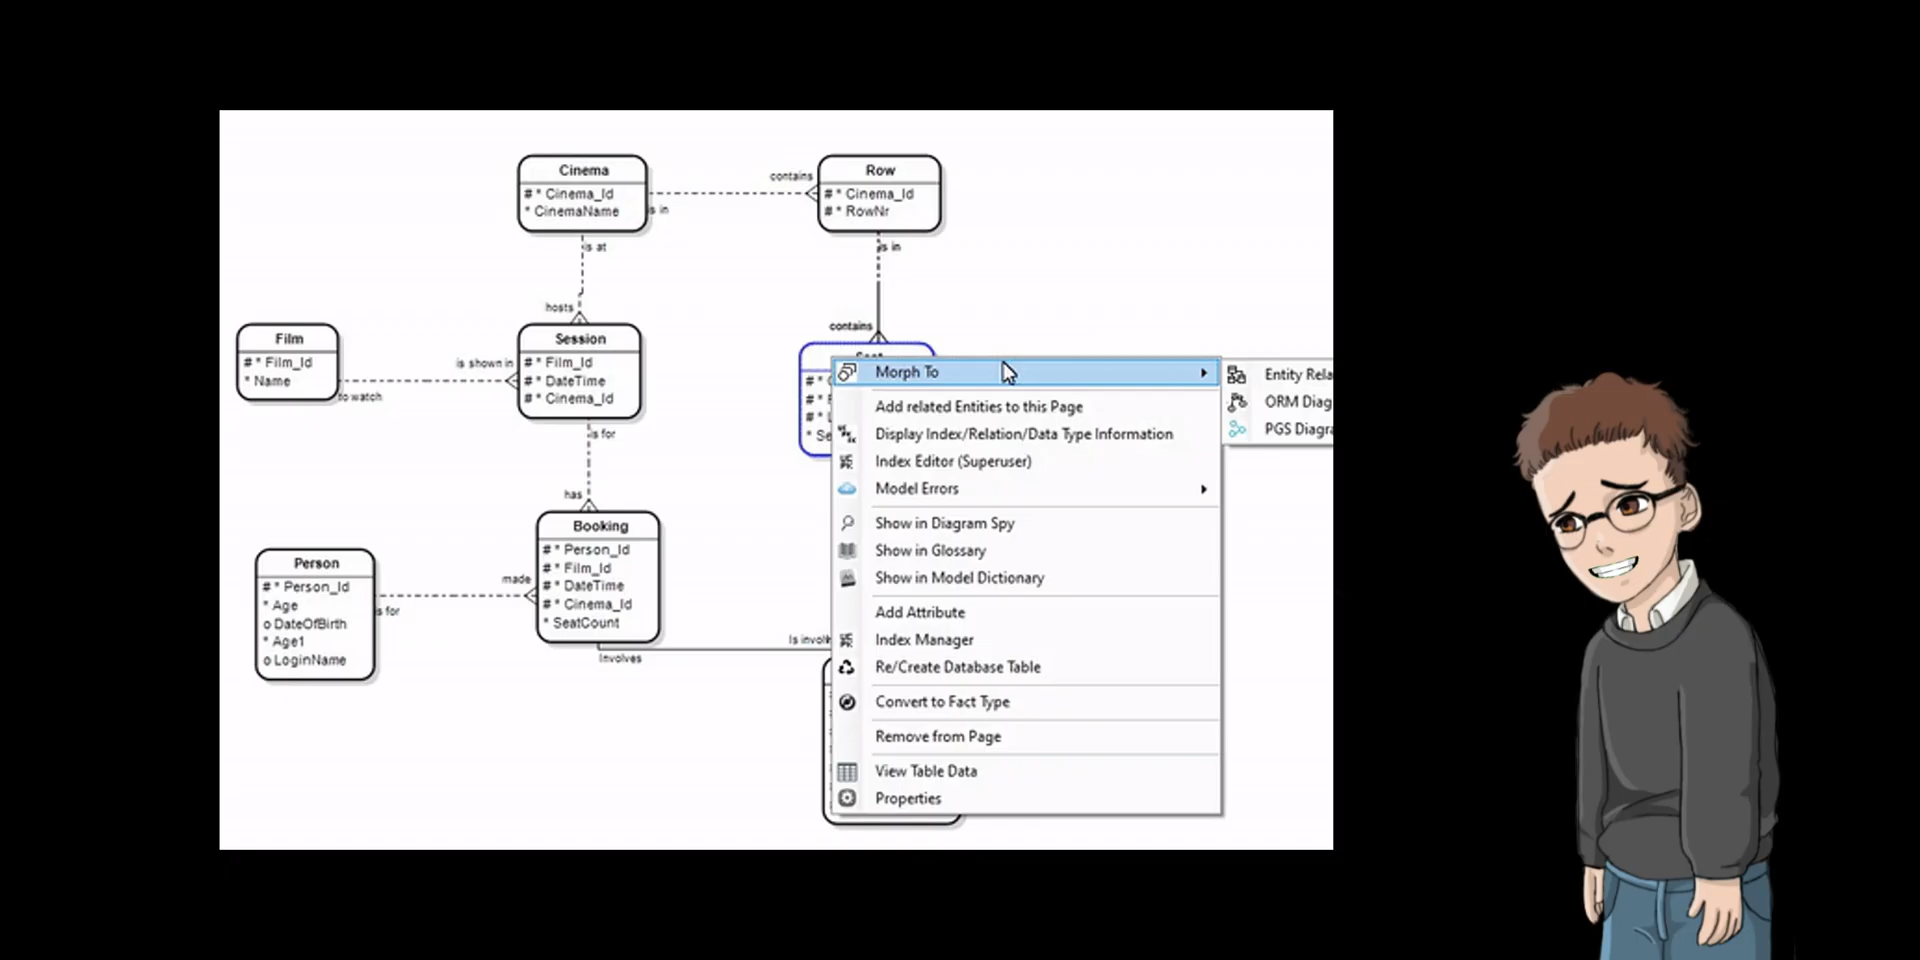 Cinema
# * Cinema_Id
* CinemaName
contains
is in
Row
# * Cinema_Id
# * RowNr
is at
is in
hosts
contains
Film
# * Film_Id
* Name
to watch
is shown in
Session
# * Film_Id
# * DateTime
# * Cinema_Id
is for
has
Booking
# * Person_Id
# * Film_Id
# * DateTime
# * Cinema_Id
* SeatCount
Person
# * Person_Id
* Age
o DateOfBirth
* Age1
o LoginName
made
is for
Involves
Is involv
Morph To
Add related Entities to this Page
Display Index/Relation/Data Type Information
Index Editor (Superuser)
Model Errors
Show in Diagram Spy
Show in Glossary
Show in Model Dictionary
Add Attribute
Index Manager
Re/Create Database Table
Convert to Fact Type
Remove from Page
View Table Data
Properties
Entity Rela
ORM Diag
PGS Diagra